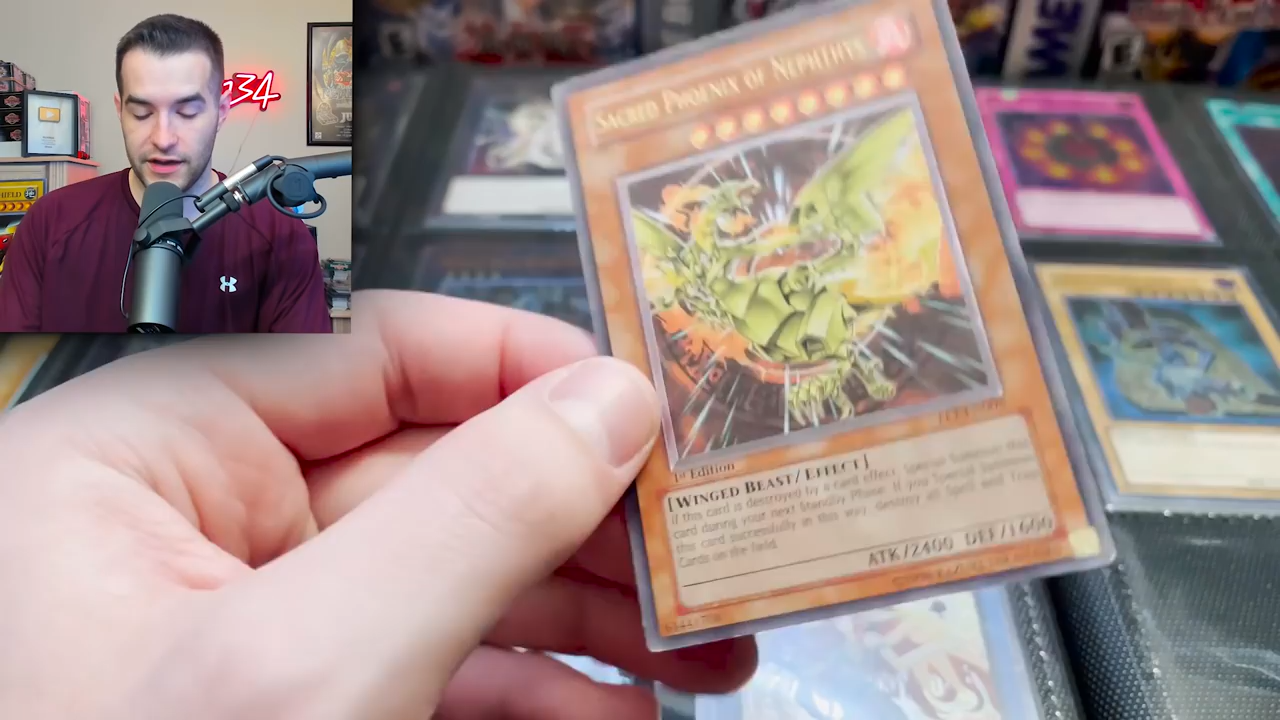 234
SACRED PHOENIX OF NEPHTHYS
1st Edition
[WINGED BEAST/EFFECT]
If this card is destroyed by a card effect, Special Summon this
card during your next Standby Phase. If you Special Summon
this card successfully in this way, destroy all Spell and Trap
Cards on the field.
ATK/2400 DEF/1600